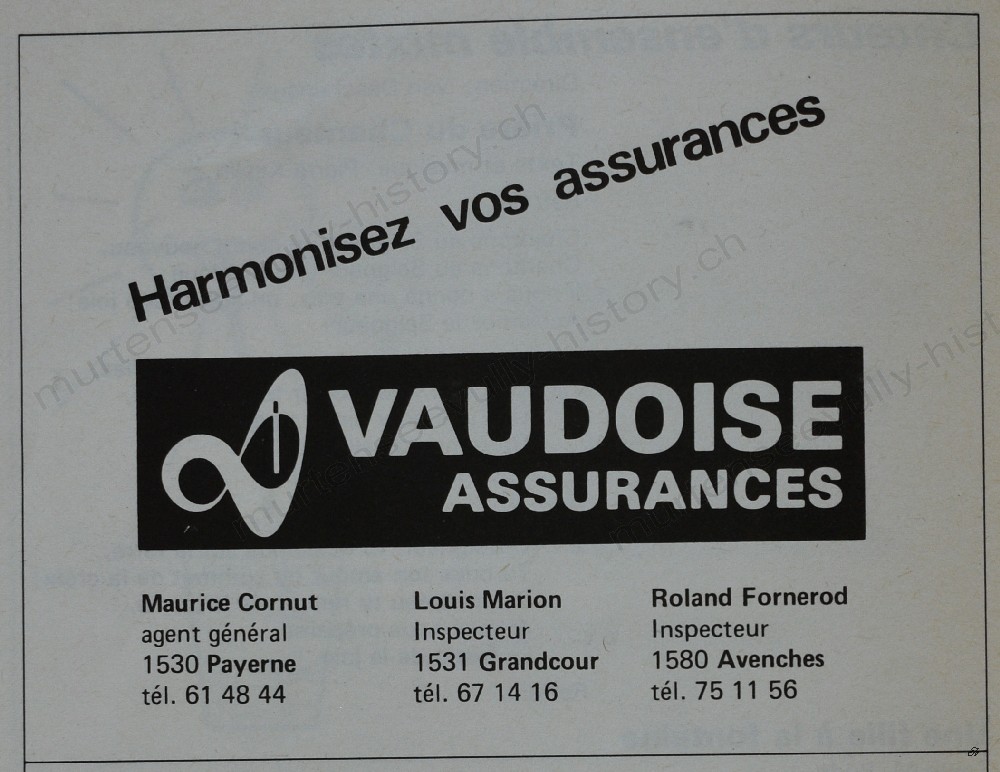 Harmonisez vos assurances
VAUDOISE
ASSURANCES
Maurice Cornut
agent général
1530 Payerne
tél. 61 48 44
Louis Marion
Inspecteur
1531 Grandcour
tél. 67 14 16
Roland Fornerod
Inspecteur
1580 Avenches
tél. 75 11 56